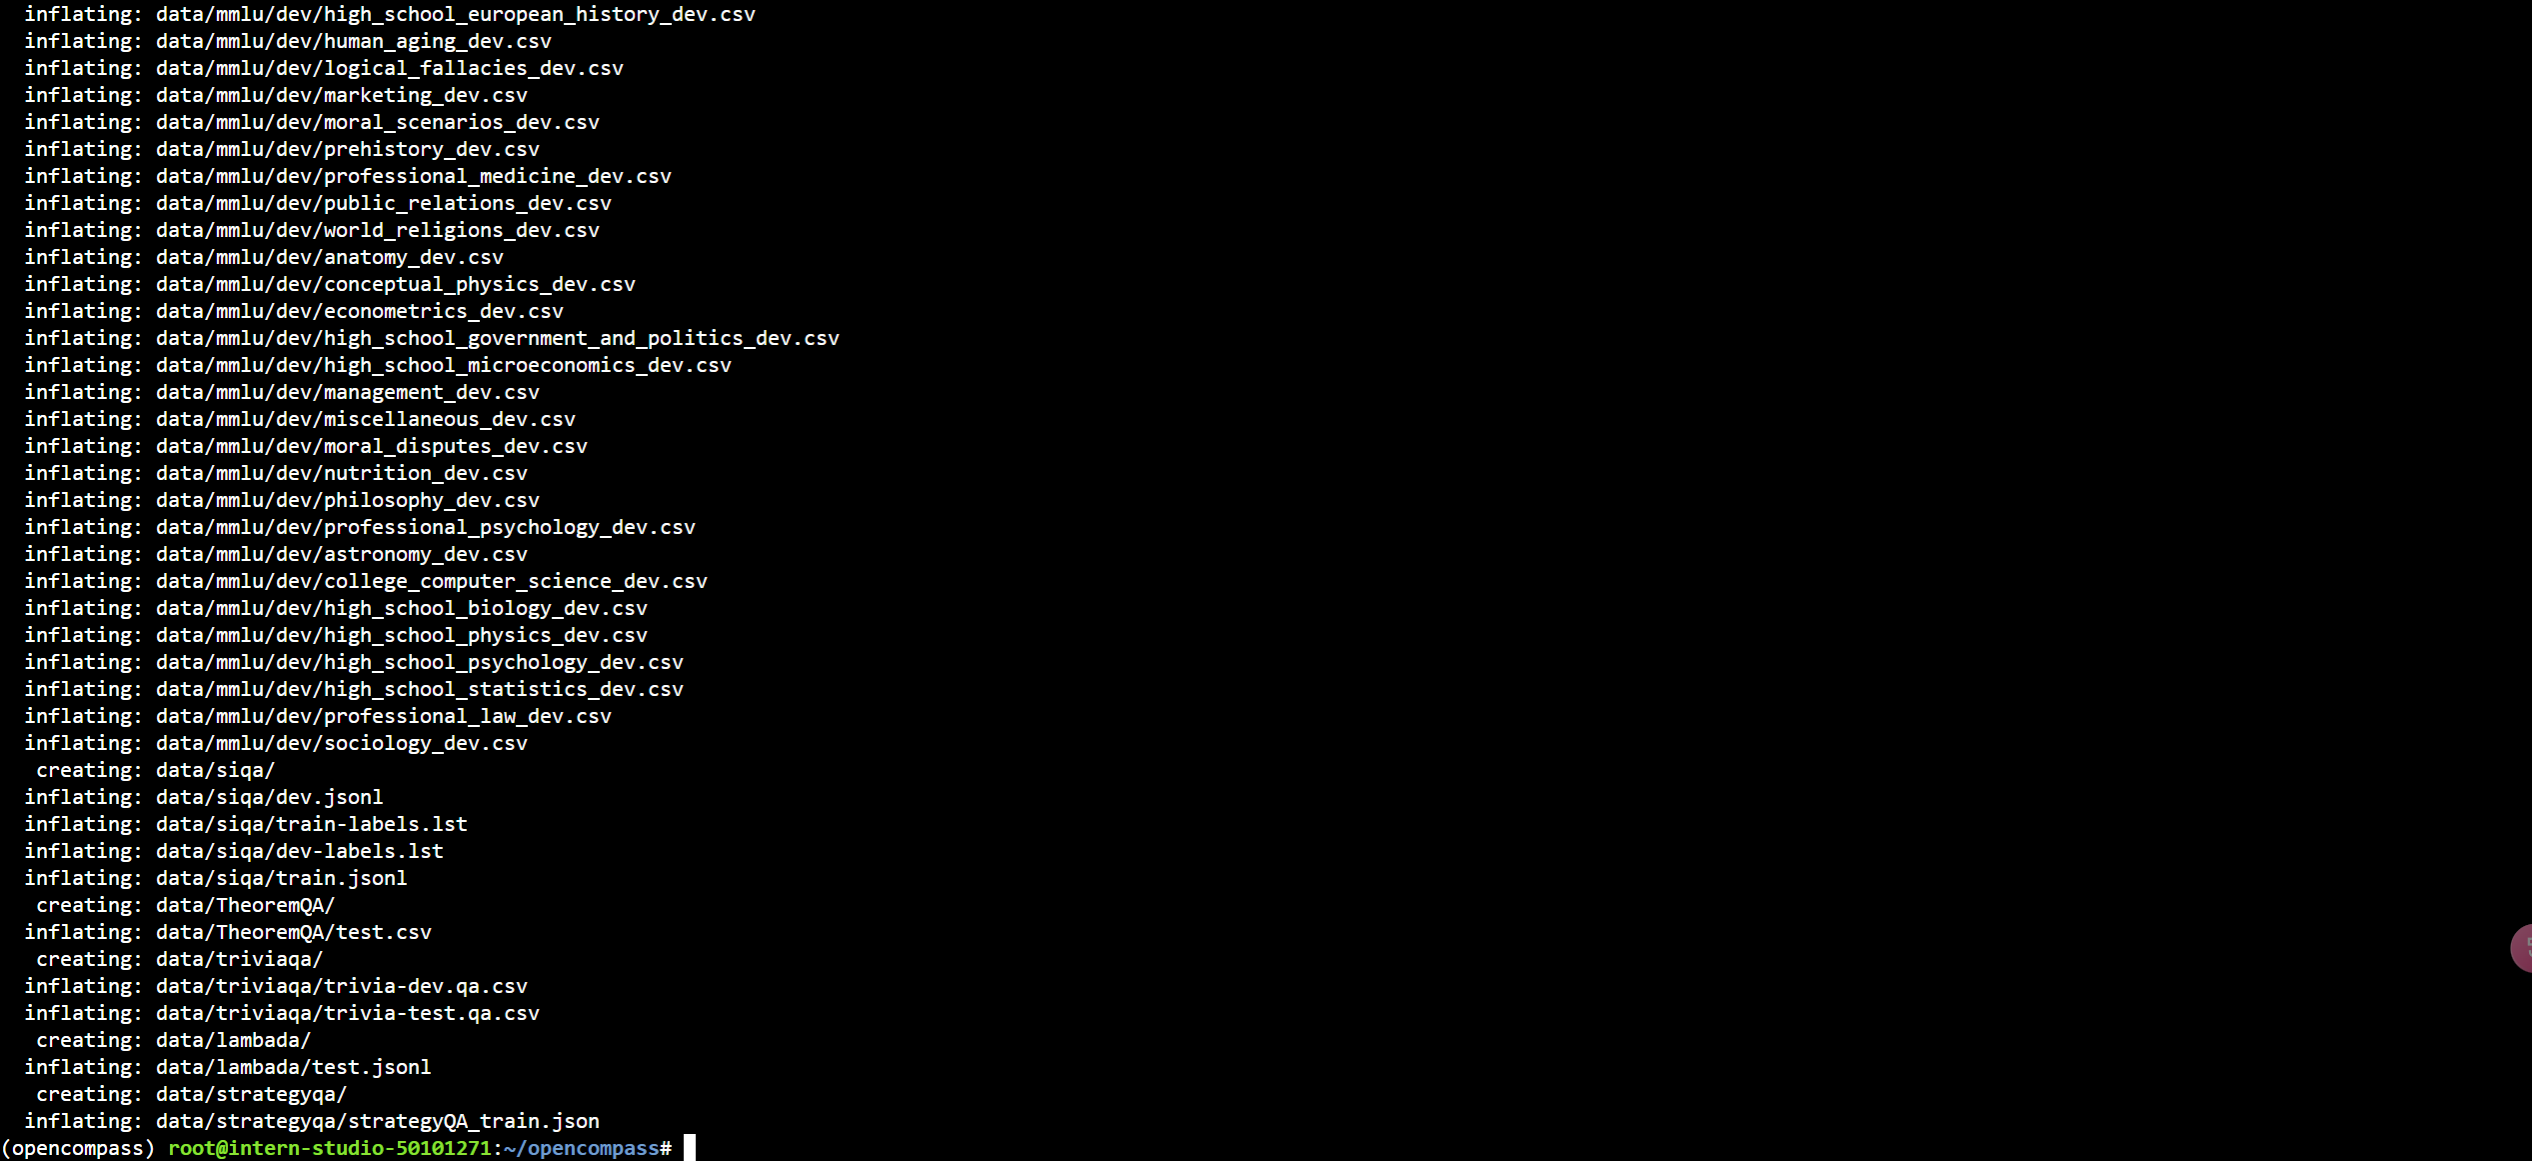 inflating: data/mmlu/dev/high_school_european_history_dev.csv
inflating: data/mmlu/dev/human_aging_dev.csv
inflating: data/mmlu/dev/logical_fallacies_dev.csv
inflating: data/mmlu/dev/marketing_dev.csv
inflating: data/mmlu/dev/moral_scenarios_dev.csv
inflating: data/mmlu/dev/prehistory_dev.csv
inflating: data/mmlu/dev/professional_medicine_dev.csv
inflating: data/mmlu/dev/public_relations_dev.csv
inflating: data/mmlu/dev/world_religions_dev.csv
inflating: data/mmlu/dev/anatomy_dev.csv
inflating: data/mmlu/dev/conceptual_physics_dev.csv
inflating: data/mmlu/dev/econometrics_dev.csv
inflating: data/mmlu/dev/high_school_government_and_politics_dev.csv
inflating: data/mmlu/dev/high_school_microeconomics_dev.csv
inflating: data/mmlu/dev/management_dev.csv
inflating: data/mmlu/dev/miscellaneous_dev.csv
inflating: data/mmlu/dev/moral_disputes_dev.csv
inflating: data/mmlu/dev/nutrition_dev.csv
inflating: data/mmlu/dev/philosophy_dev.csv
inflating: data/mmlu/dev/professional_psychology_dev.csv
inflating: data/mmlu/dev/astronomy_dev.csv
inflating: data/mmlu/dev/college_computer_science_dev.csv
inflating: data/mmlu/dev/high_school_biology_dev.csv
inflating: data/mmlu/dev/high_school_physics_dev.csv
inflating: data/mmlu/dev/high_school_psychology_dev.csv
inflating: data/mmlu/dev/high_school_statistics_dev.csv
inflating: data/mmlu/dev/professional_law_dev.csv
inflating: data/mmlu/dev/sociology_dev.csv
creating: data/siqa/
inflating: data/siqa/dev.jsonl
inflating: data/siqa/train-labels.lst
inflating: data/siqa/dev-labels.lst
inflating: data/siqa/train.jsonl
creating: data/TheoremQA/
inflating: data/TheoremQA/test.csv
creating: data/triviaqa/
inflating: data/triviaqa/trivia-dev.qa.csv
inflating: data/triviaqa/trivia-test.qa.csv
creating: data/lambada/
inflating: data/lambada/test.jsonl
creating: data/strategyqa/
inflating: data/strategyqa/strategyQA_train.json
(opencompass) root@intern-studio-50101271:~/opencompass#